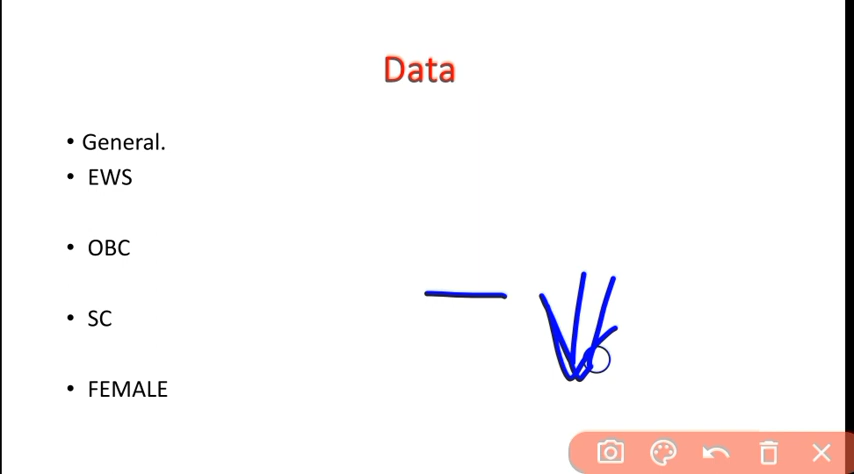 Data
• General.
• EWS
• OBC
• SC
• FEMALE